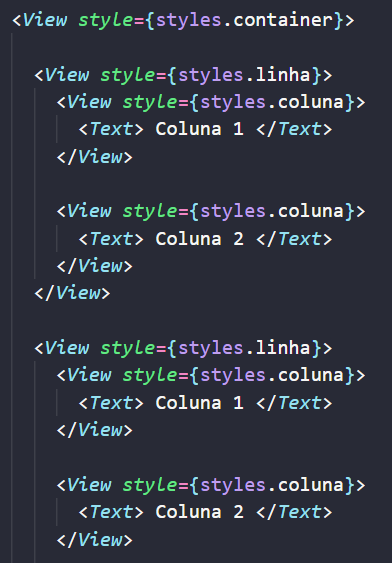 <View style={styles.container}>
<View style={styles.linha}>
<View style={styles.coluna}>
<Text> Coluna 1 </Text>
</View>
<View style={styles.coluna}>
<Text> Coluna 2 </Text>
</View>
</View>
<View style={styles.linha}>
<View style={styles.coluna}>
<Text> Coluna 1 </Text>
</View>
<View style={styles.coluna}>
<Text> Coluna 2 </Text>
</View>